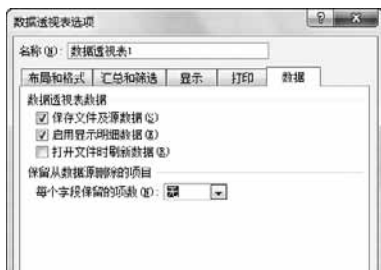 数据透视表选项
名称(N): 数据透视表1
布局和格式 汇总和筛选 显示 打印 数据
数据透视表数据
保存文件及源数据(S)
启用显示明细数据(E)
打开文件时刷新数据(R)
保留从数据源删除的项目
每个字段保留的项数(N):